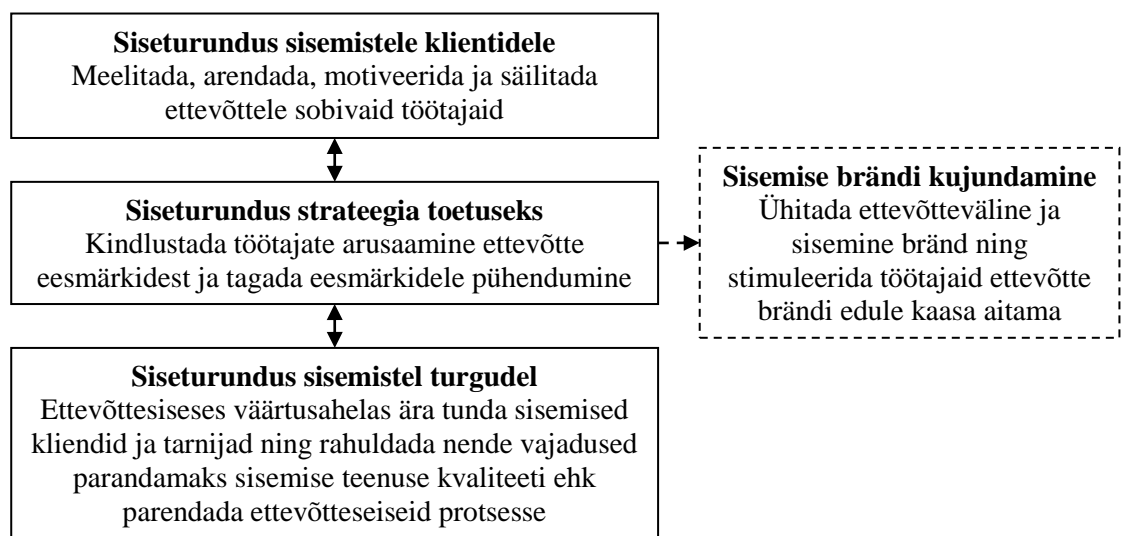 Siseturundus sisemistele klientidele
Meelitada, arendada, motiveerida ja säilitada
ettevõttele sobivaid töötajaid
Siseturundus strateegia toetuseks
Kindlustada töötajate arusaamine ettevõtte
eesmärkidest ja tagada eesmärkidele pühendumine
Sisemise brändi kujundamine
Ühitada ettevõtteväline ja
sisemine bränd ning
stimuleerida töötajaid ettevõtte
brändi edule kaasa aitama
Siseturundus sisemistel turgudel
Ettevõttesiseses väärtusahelas ära tunda sisemised
kliendid ja tarnijad ning rahuldada nende vajadused
parandamaks sisemise teenuse kvaliteeti ehk
parendada ettevõtteseiseid protsesse